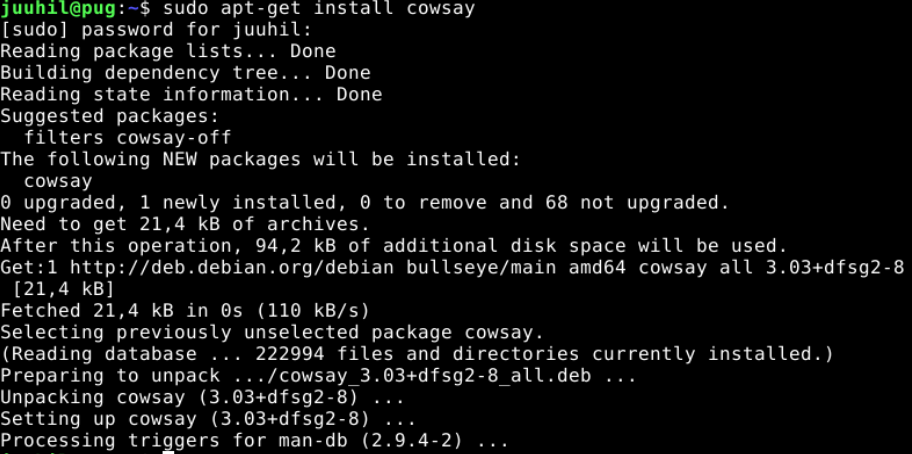 juuhil@pug:~$ sudo apt-get install cowsay
[sudo] password for juuhil:
Reading package lists... Done
Building dependency tree... Done
Reading state information... Done
Suggested packages:
  filters cowsay-off
The following NEW packages will be installed:
  cowsay
0 upgraded, 1 newly installed, 0 to remove and 68 not upgraded.
Need to get 21,4 kB of archives.
After this operation, 94,2 kB of additional disk space will be used.
Get:1 http://deb.debian.org/debian bullseye/main amd64 cowsay all 3.03+dfsg2-8
 [21,4 kB]
Fetched 21,4 kB in 0s (110 kB/s)
Selecting previously unselected package cowsay.
(Reading database ... 222994 files and directories currently installed.)
Preparing to unpack .../cowsay_3.03+dfsg2-8_all.deb ...
Unpacking cowsay (3.03+dfsg2-8) ...
Setting up cowsay (3.03+dfsg2-8) ...
Processing triggers for man-db (2.9.4-2) ...